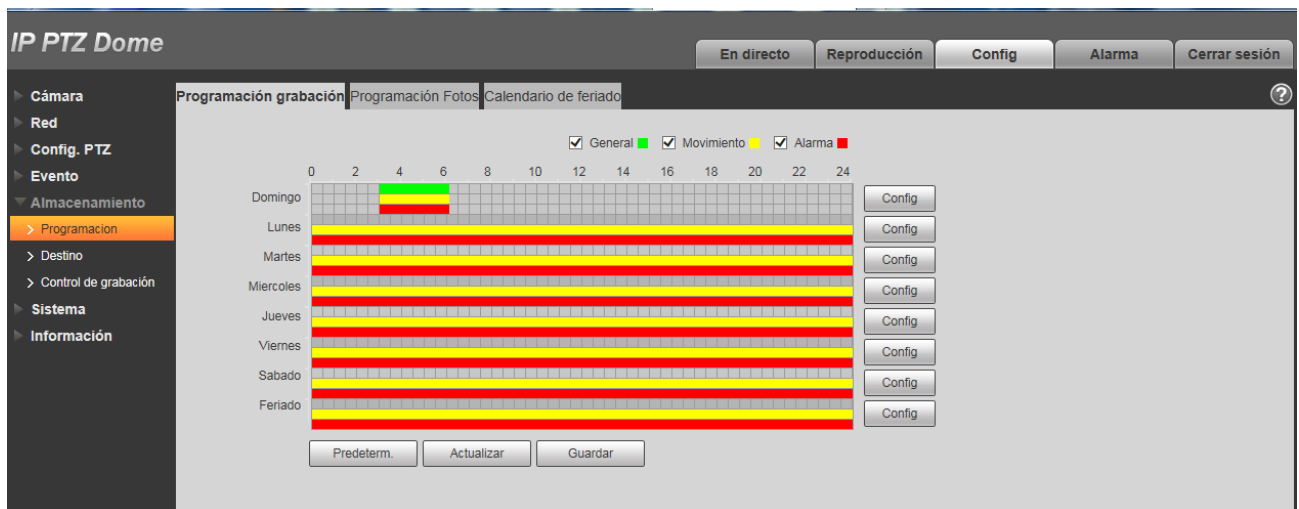 IP PTZ Dome
En directo Reproducción Config Alarma Cerrar sesión
Cámara
Red
Config. PTZ
Evento
Almacenamiento
Programacion
Destino
Control de grabación
Sistema
Información
Programación grabación Programación Fotos Calendario de feriado
?
General Movimiento Alarma
0 2 4 6 8 10 12 14 16 18 20 22 24
Domingo Config
Lunes Config
Martes Config
Miercoles Config
Jueves Config
Viernes Config
Sabado Config
Feriado Config
Predeterm. Actualizar Guardar